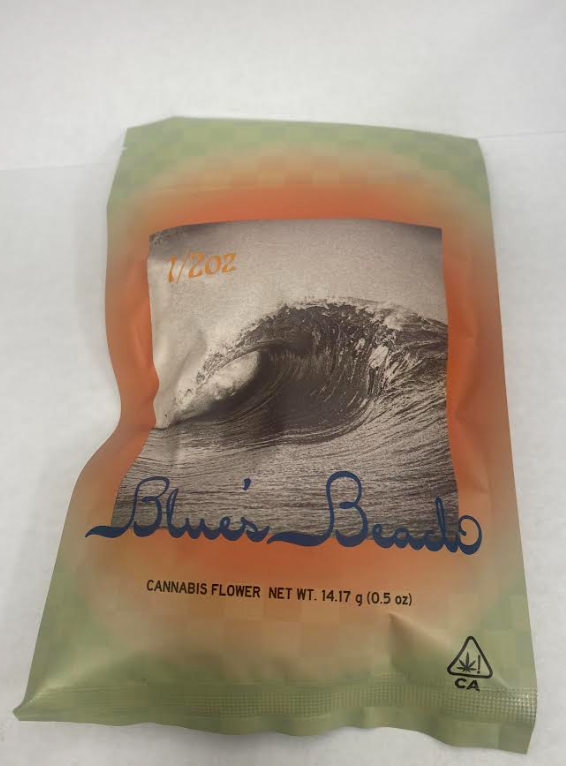 1/2oz
Blue's Beach
CANNABIS FLOWER NET WT. 14.17 g (0.5 oz)
!
CA